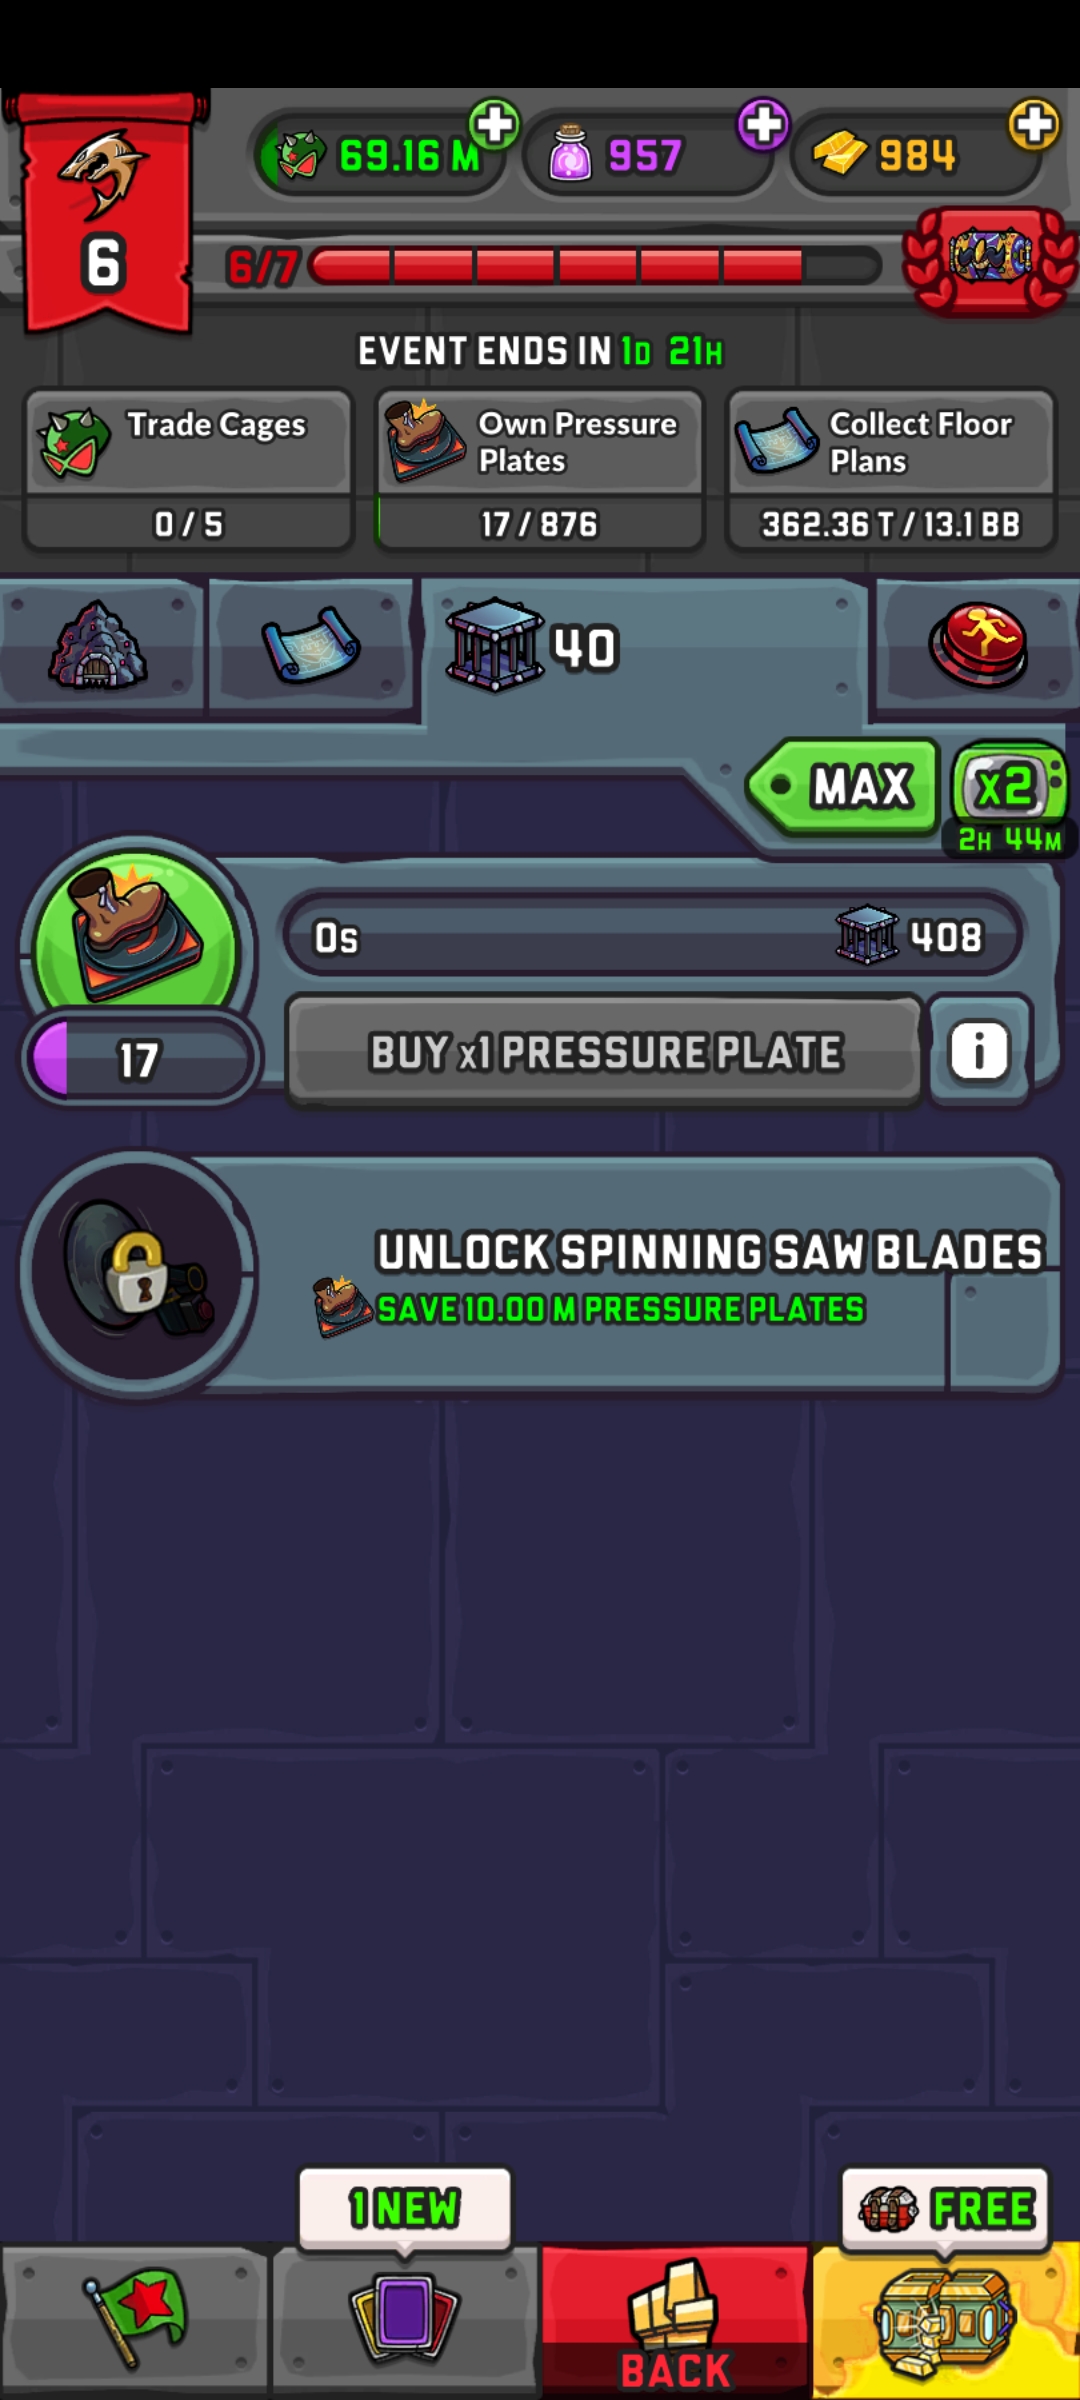 69.16 M
957
984
6
6/7
EVENT ENDS IN 1D 21H
Trade Cages
0 / 5
Own Pressure
Plates
17 / 876
Collect Floor
Plans
362.36 T / 13.1 BB
40
MAX
x2
2H 44M
0s
408
17
BUY x1 PRESSURE PLATE
i
UNLOCK SPINNING SAW BLADES
SAVE 10.00 M PRESSURE PLATES
1 NEW
FREE
BACK